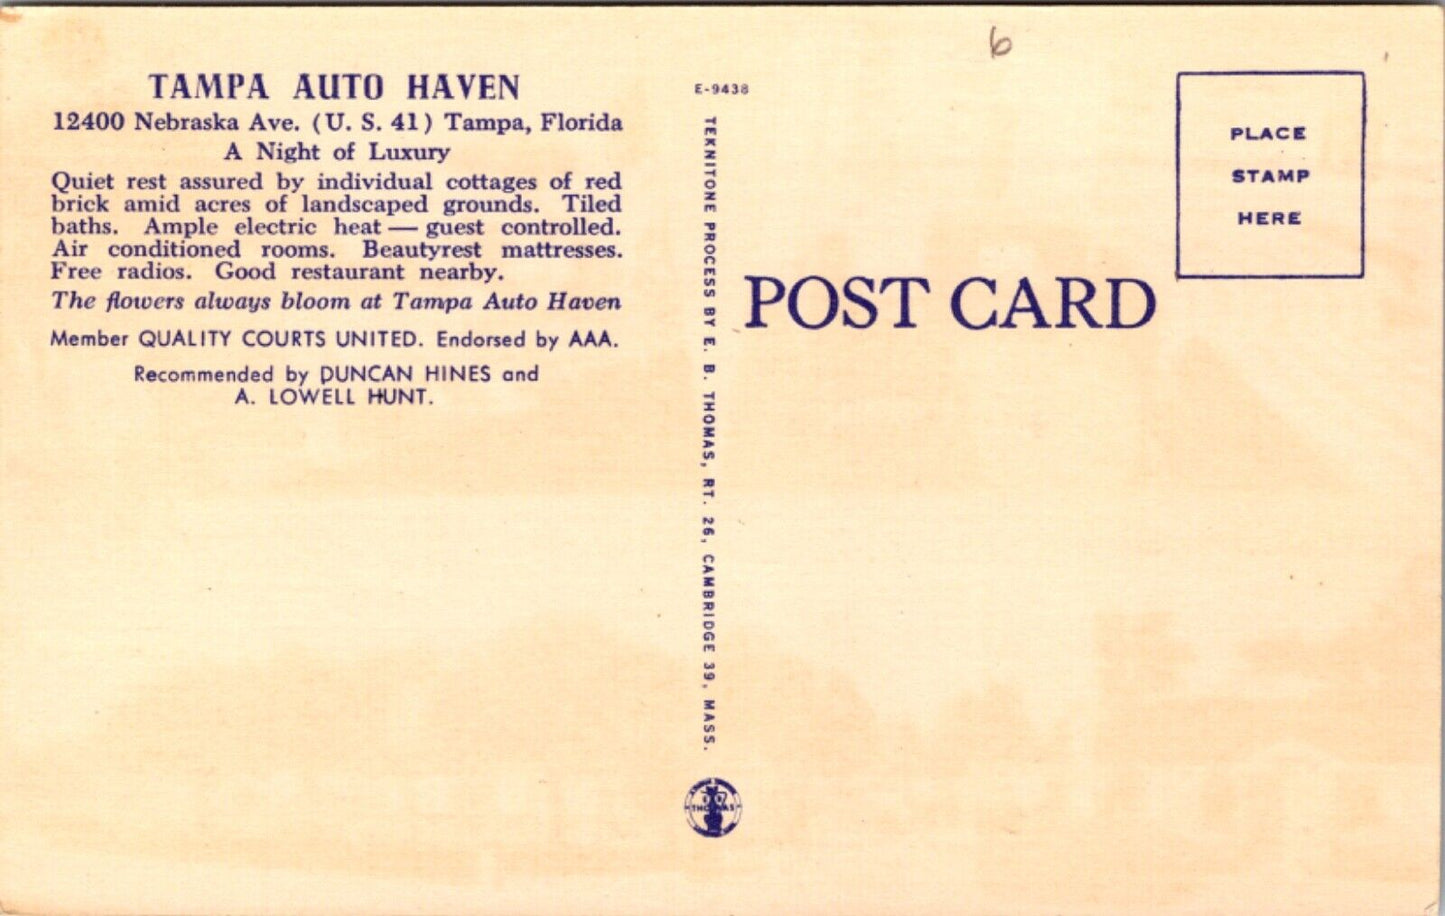 TAMPA AUTO HAVEN
12400 Nebraska Ave. (U. S. 41) Tampa, Florida
A Night of Luxury
Quiet rest assured by individual cottages of red
brick amid acres of landscaped grounds. Tiled
baths. Ample electric heat — guest controlled.
Air conditioned rooms. Beautyrest mattresses.
Free radios. Good restaurant nearby.
The flowers always bloom at Tampa Auto Haven
Member QUALITY COURTS UNITED. Endorsed by AAA.
Recommended by DUNCAN HINES and
A. LOWELL HUNT.
E-9438
TEKNITONE PROCESS BY E. B. THOMAS, RT. 26, CAMBRIDGE 39, MASS.
THOMAS
6
POST CARD
PLACE
STAMP
HERE